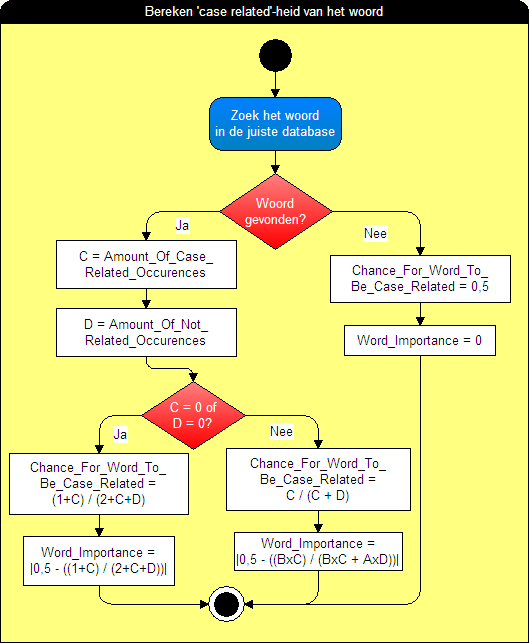 Bereken 'case related'-heid van het woord
Zoek het woord
in de juiste database
Woord
gevonden?
Ja
Nee
C = Amount_Of_Case_
Related_Occurences
Chance_For_Word_To_
Be_Case_Related = 0,5
D = Amount_Of_Not_
Related_Occurences
Word_Importance = 0
C = 0 of
D = 0?
Ja
Nee
Chance_For_Word_To_
Be_Case_Related =
(1+C) / (2+C+D)
Chance_For_Word_To_
Be_Case_Related =
C / (C + D)
Word_Importance =
|0,5 - ((1+C) / (2+C+D))|
Word_Importance =
|0,5 - ((BxC) / (BxC + AxD))|